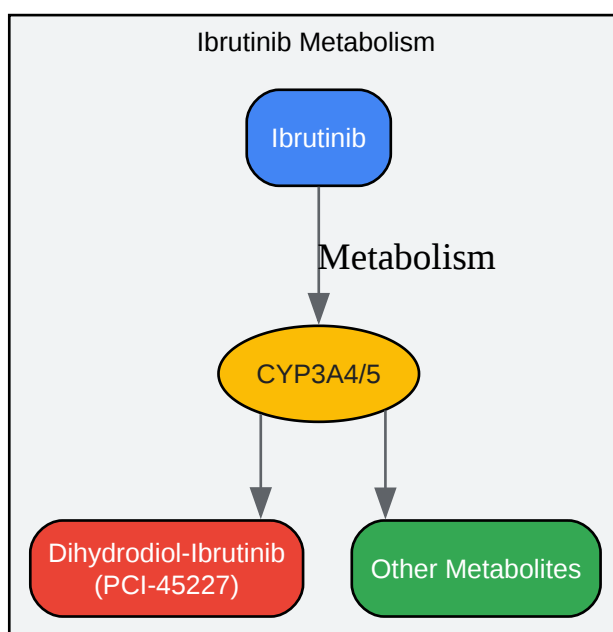 Ibrutinib Metabolism
Ibrutinib
Metabolism
CYP3A4/5
Dihydrodiol-Ibrutinib
(PCI-45227)
Other Metabolites